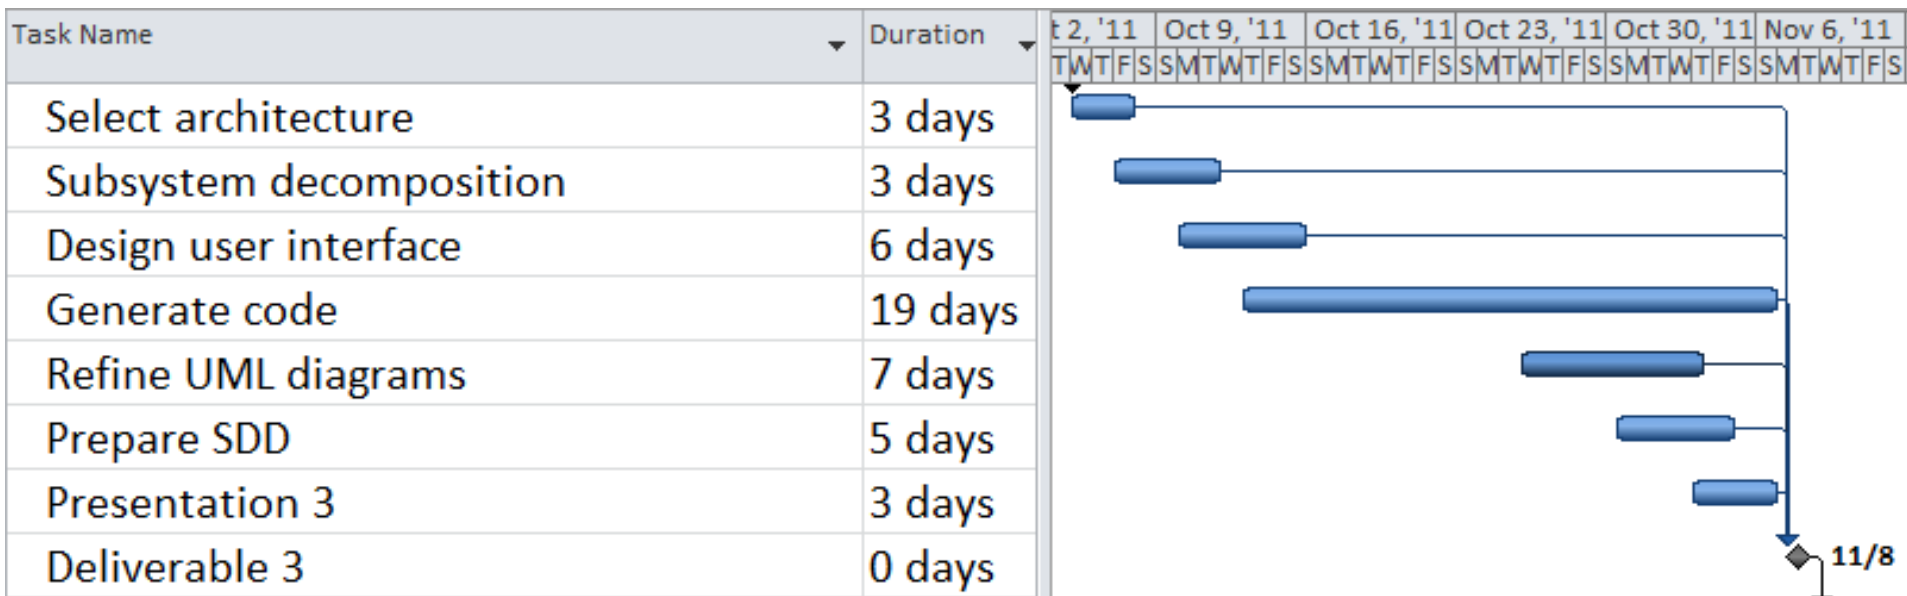 Task Name Duration t 2, '11 Oct 9, '11 Oct 16, '11 Oct 23, '11 Oct 30, '11 Nov 6, '11
T W T F S S M T W T F S S M T W T F S S M T W T F S S M T W T F S S M T W T F S
Select architecture 3 days
Subsystem decomposition 3 days
Design user interface 6 days
Generate code 19 days
Refine UML diagrams 7 days
Prepare SDD 5 days
Presentation 3 3 days
Deliverable 3 0 days 11/8